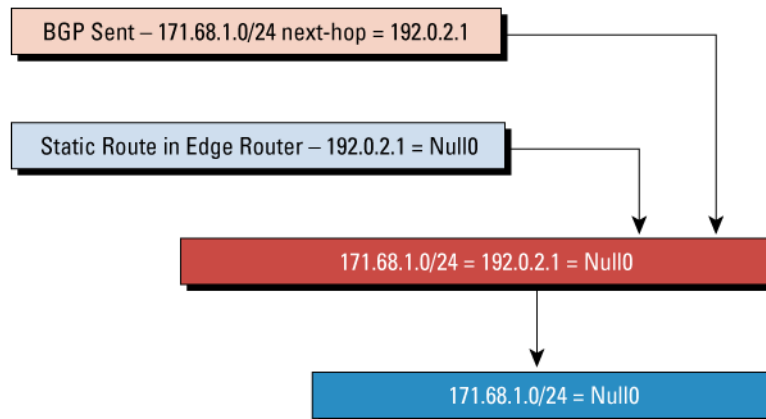 BGP Sent – 171.68.1.0/24 next-hop = 192.0.2.1
Static Route in Edge Router – 192.0.2.1 = Null0
171.68.1.0/24 = 192.0.2.1 = Null0
171.68.1.0/24 = Null0